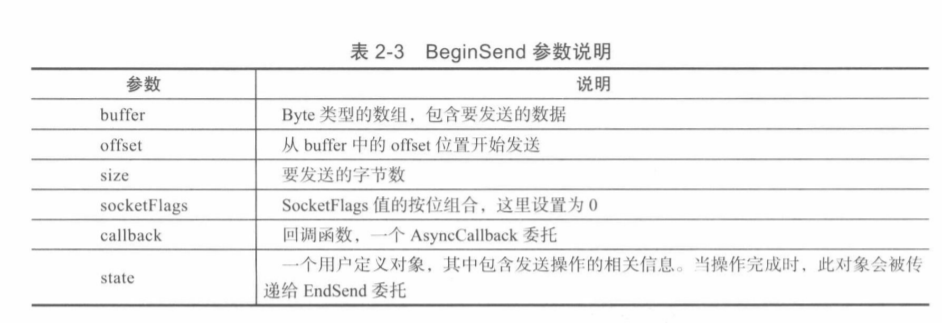 表 2-3 BeginSend 参数说明
参数 说明
buffer Byte 类型的数组，包含要发送的数据
offset 从 buffer 中的 offset 位置开始发送
size 要发送的字节数
socketFlags SocketFlags 值的按位组合，这里设置为 0
callback 回调函数，一个 AsyncCallback 委托
state 一个用户定义对象，其中包含发送操作的相关信息。当操作完成时，此对象会被传
递给 EndSend 委托